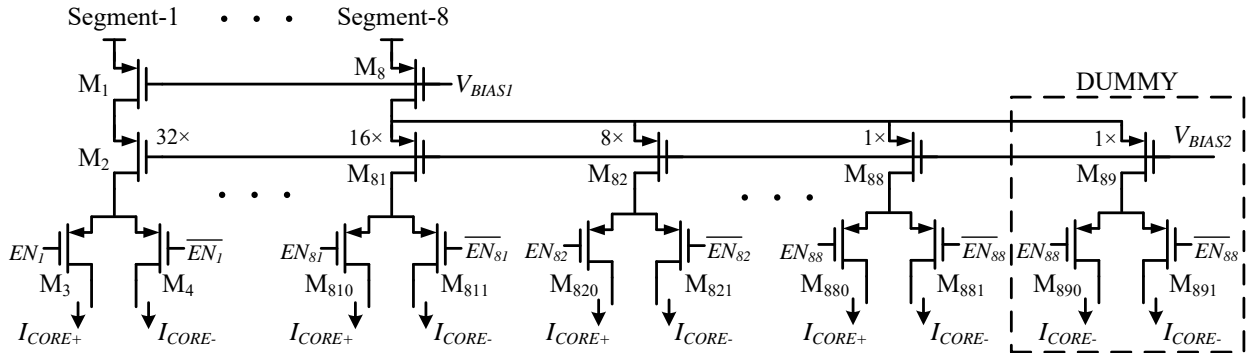 Segment-1 • • • Segment-8
M1
M8
VBIAS1
DUMMY
M2
32×
16×
M81
8×
M82
1×
M88
1×
M89
VBIAS2
• • •
• • •
EN1
EN1
EN81
EN81
EN82
EN82
EN88
EN88
EN88
EN88
M3
M4
M810
M811
M820
M821
M880
M881
M890
M891
ICORE+
ICORE-
ICORE+
ICORE-
ICORE+
ICORE-
ICORE+
ICORE-
ICORE-
ICORE-